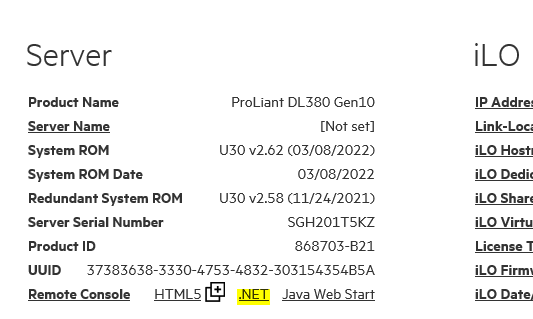 Server
iLO
Product Name ProLiant DL380 Gen10
Server Name [Not set]
System ROM U30 v2.62 (03/08/2022)
System ROM Date 03/08/2022
Redundant System ROM U30 v2.58 (11/24/2021)
Server Serial Number SGH201T5KZ
Product ID 868703-B21
UUID 37383638-3330-4753-4832-303154354B5A
Remote Console HTML5 .NET Java Web Start
IP Addre
Link-Loca
iLO Host
iLO Dedic
iLO Share
iLO Virtu
License T
iLO Firm
iLO Date/